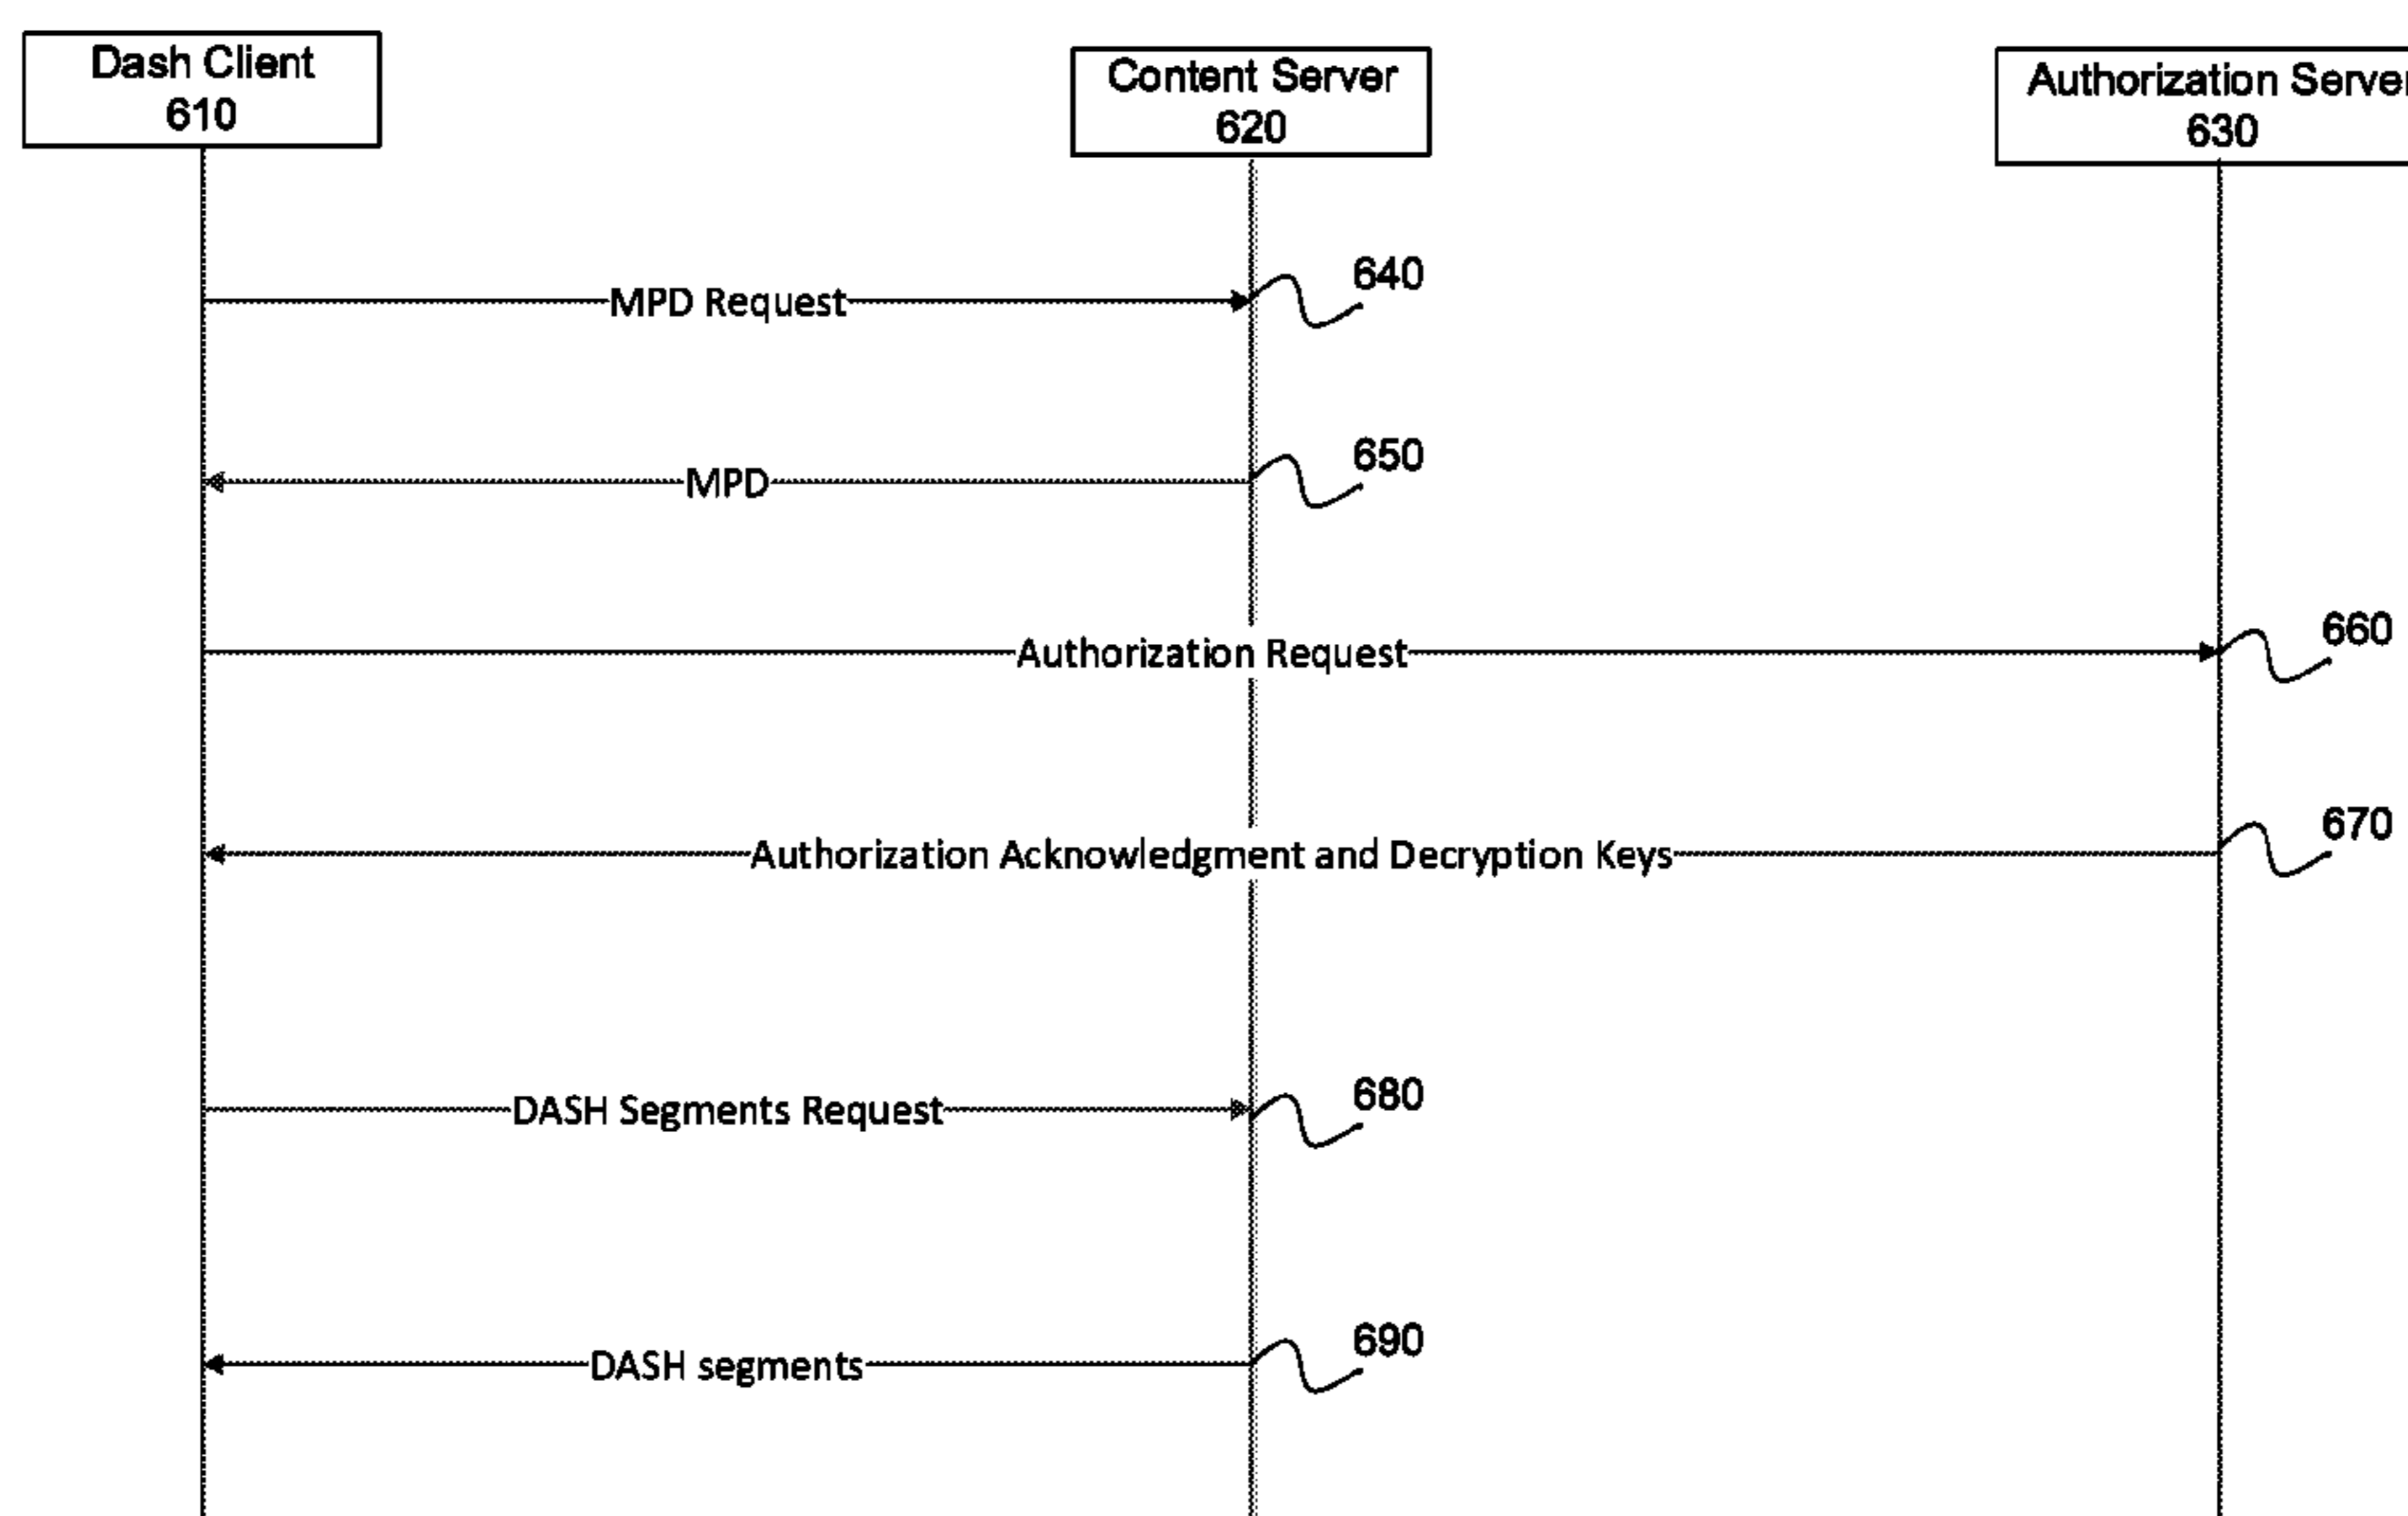 Dash Client
610
Content Server
620
Authorization Server
630
640
MPD Request
650
MPD
660
Authorization Request
670
Authorization Acknowledgment and Decryption Keys
680
DASH Segments Request
690
DASH segments